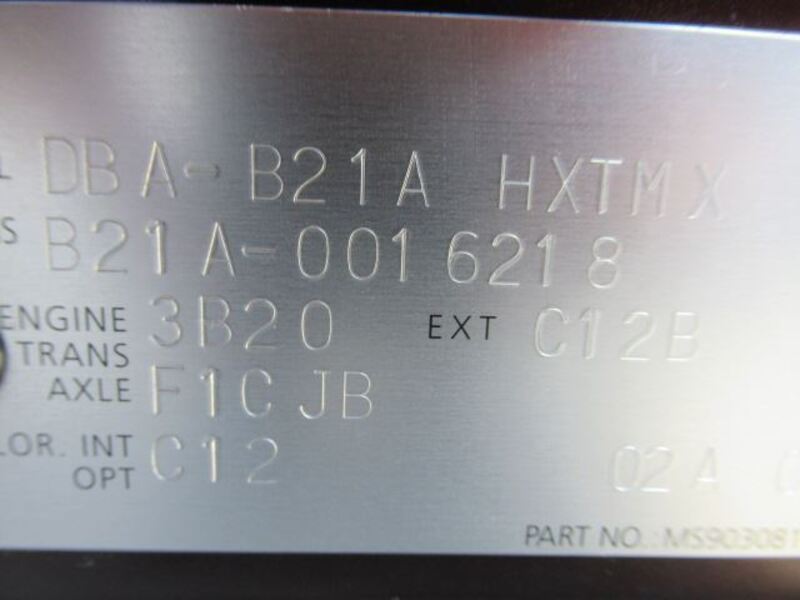 DBA-B21A HXTMX
S B21A-0016218
ENGINE 3B20 EXT C12B
TRANS
AXLE F1CJB
LOR. INT C12
OPT 02A
PART NO.: MS903081